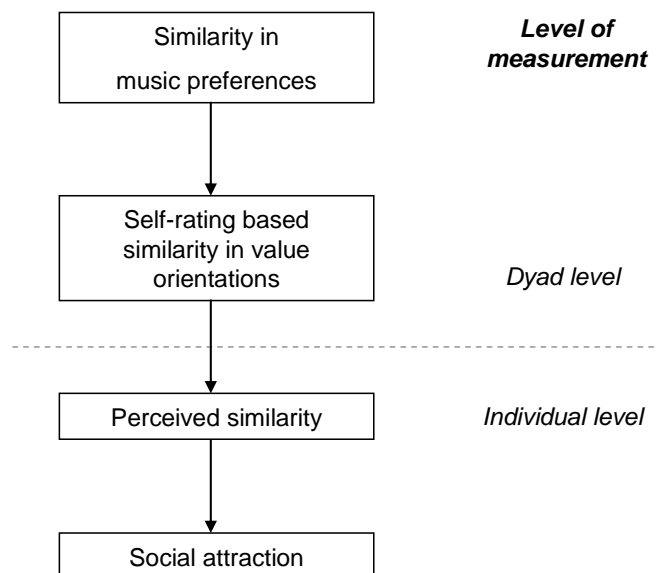 Similarity in
music preferences
Level of
measurement
Self-rating based
similarity in value
orientations
Dyad level
Perceived similarity
Individual level
Social attraction